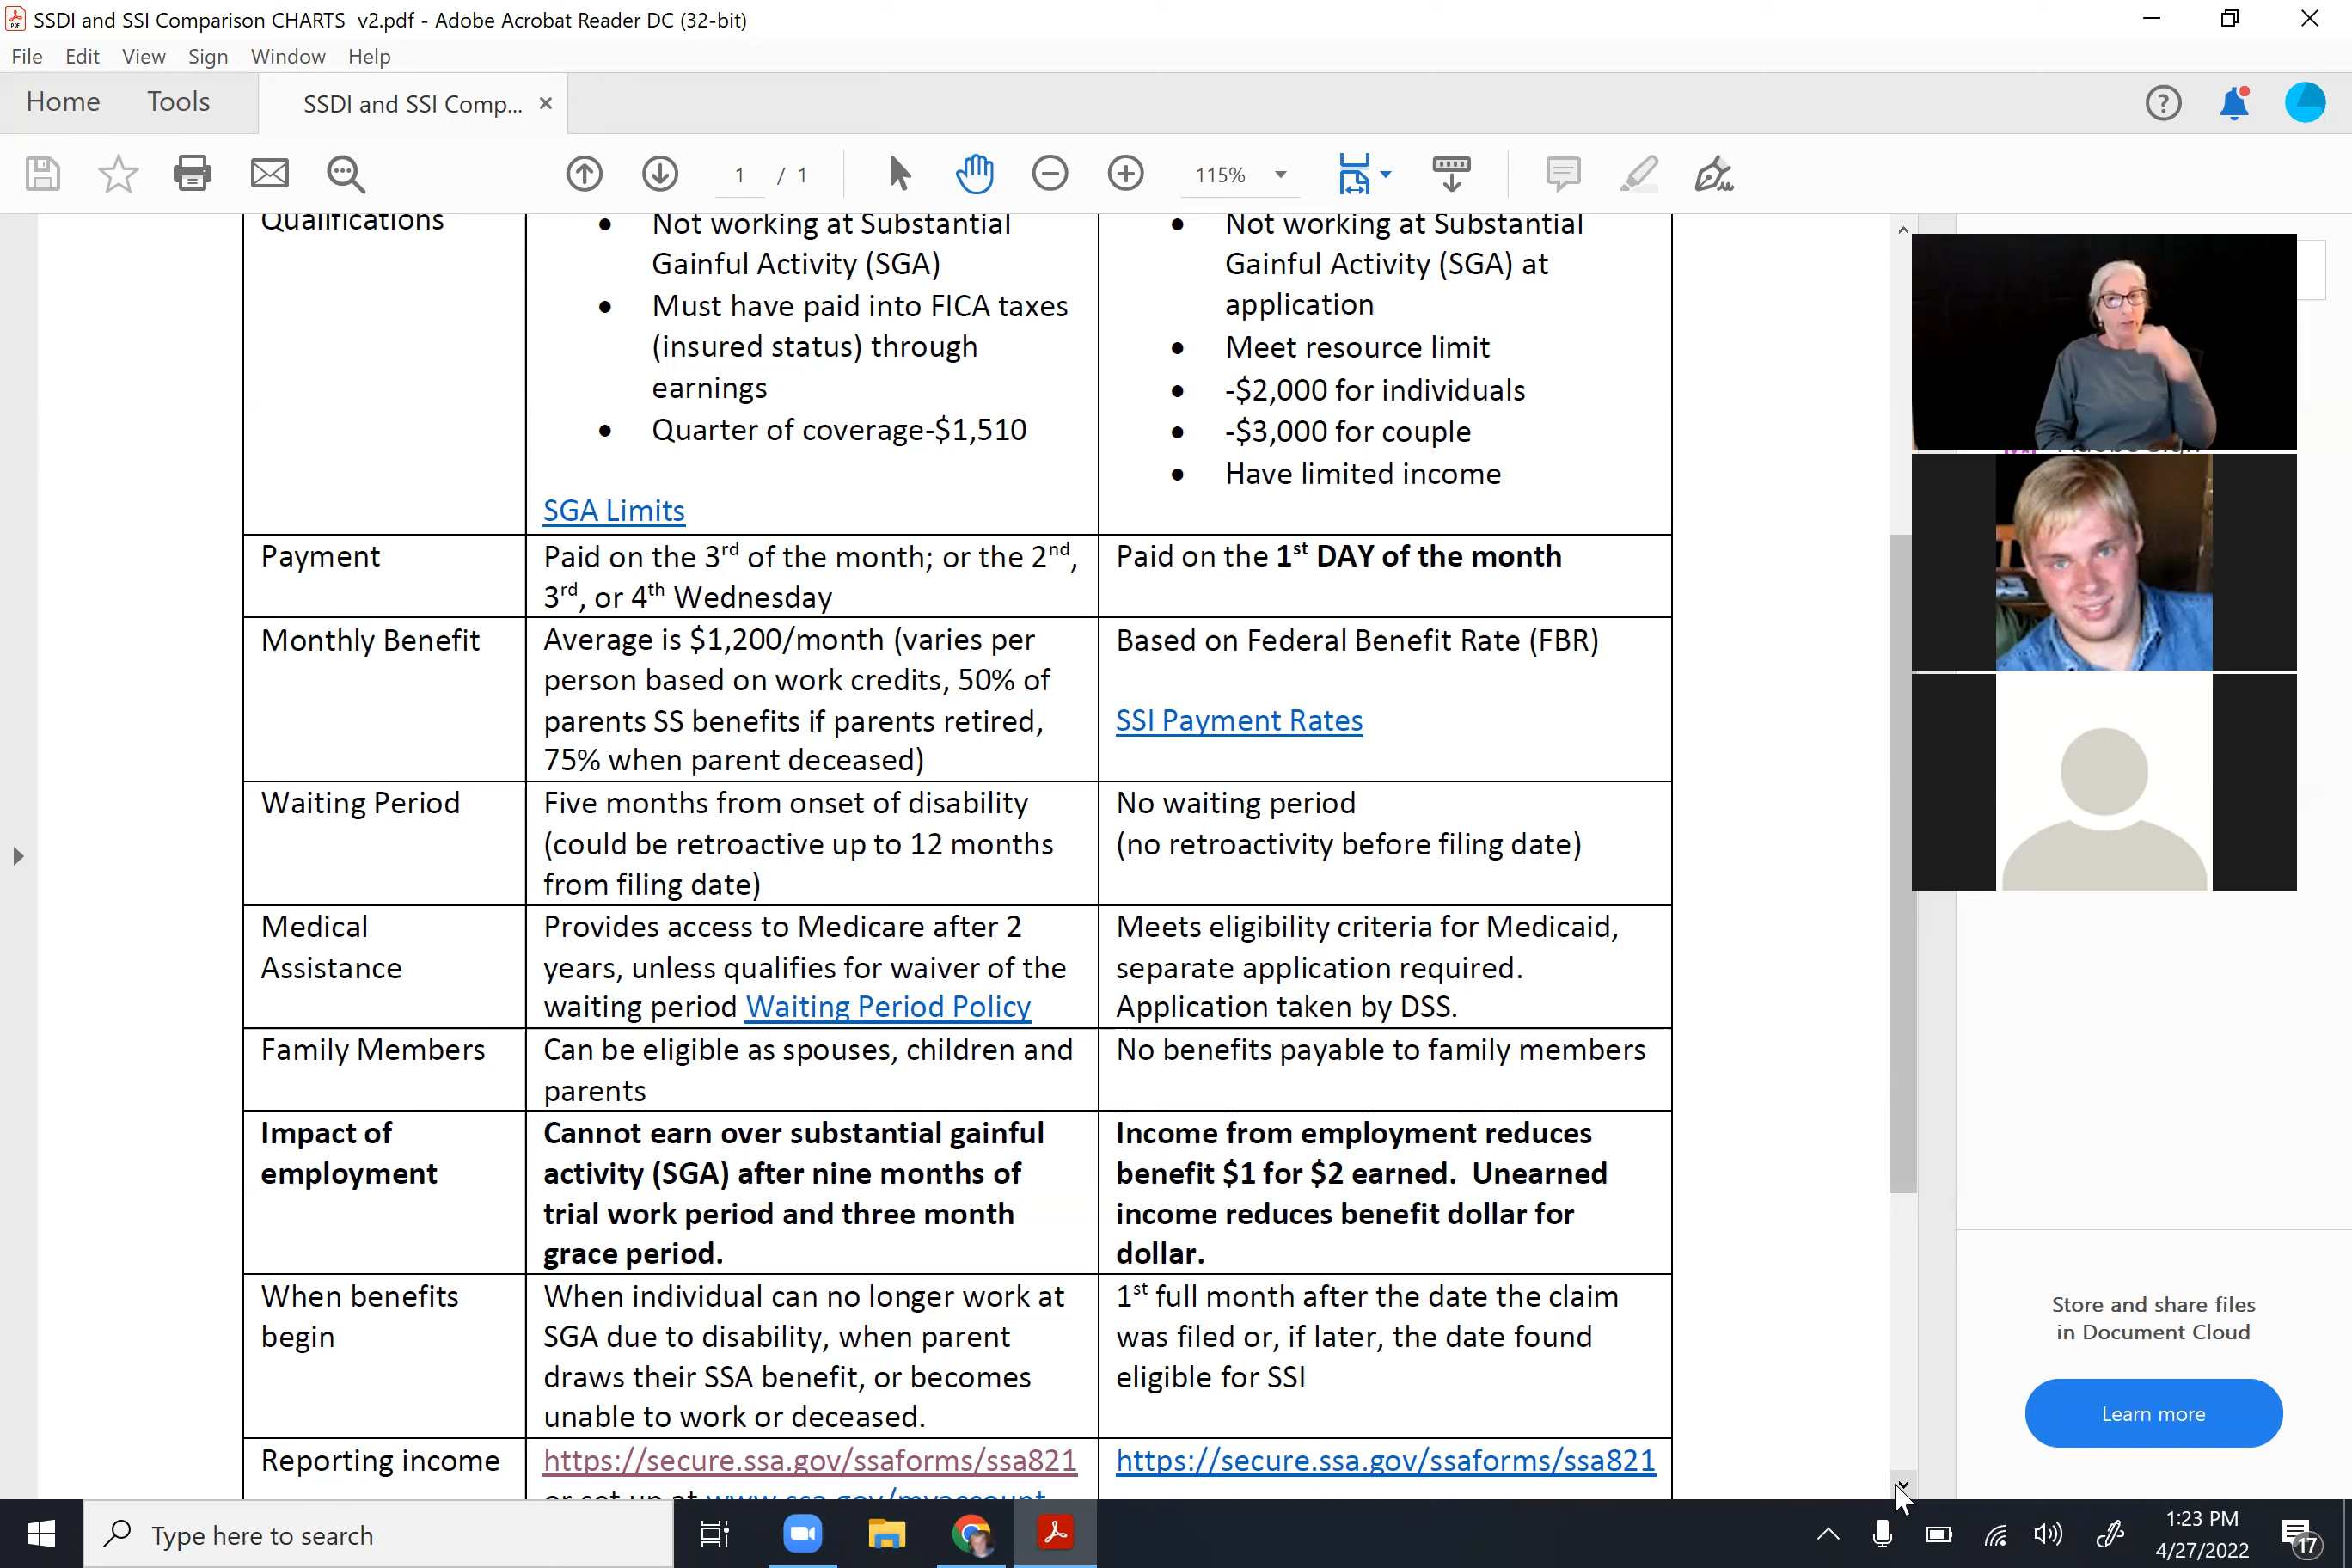 SSDI and SSI Comparison CHARTS v2.pdf - Adobe Acrobat Reader DC (32-bit)
File Edit View Sign Window Help
Home Tools SSDI and SSI Comp... ×
1 / 1 115%
Qualifications
• Not working at Substantial
Gainful Activity (SGA)
• Must have paid into FICA taxes
(insured status) through
earnings
• Quarter of coverage-$1,510
SGA Limits
• Not working at Substantial
Gainful Activity (SGA) at
application
• Meet resource limit
• -$2,000 for individuals
• -$3,000 for couple
• Have limited income
Payment
Paid on the 3rd of the month; or the 2nd,
3rd, or 4th Wednesday
Paid on the 1st DAY of the month
Monthly Benefit
Average is $1,200/month (varies per
person based on work credits, 50% of
parents SS benefits if parents retired,
75% when parent deceased)
Based on Federal Benefit Rate (FBR)
SSI Payment Rates
Waiting Period
Five months from onset of disability
(could be retroactive up to 12 months
from filing date)
No waiting period
(no retroactivity before filing date)
Medical
Assistance
Provides access to Medicare after 2
years, unless qualifies for waiver of the
waiting period Waiting Period Policy
Meets eligibility criteria for Medicaid,
separate application required.
Application taken by DSS.
Family Members
Can be eligible as spouses, children and
parents
No benefits payable to family members
Impact of
employment
Cannot earn over substantial gainful
activity (SGA) after nine months of
trial work period and three month
grace period.
Income from employment reduces
benefit $1 for $2 earned. Unearned
income reduces benefit dollar for
dollar.
When benefits
begin
When individual can no longer work at
SGA due to disability, when parent
draws their SSA benefit, or becomes
unable to work or deceased.
1st full month after the date the claim
was filed or, if later, the date found
eligible for SSI
Reporting income
https://secure.ssa.gov/ssaforms/ssa821
or set up at www.ssa.gov/myaccount
https://secure.ssa.gov/ssaforms/ssa821
Store and share files
in Document Cloud
Learn more
Type here to search
1:23 PM
4/27/2022
17